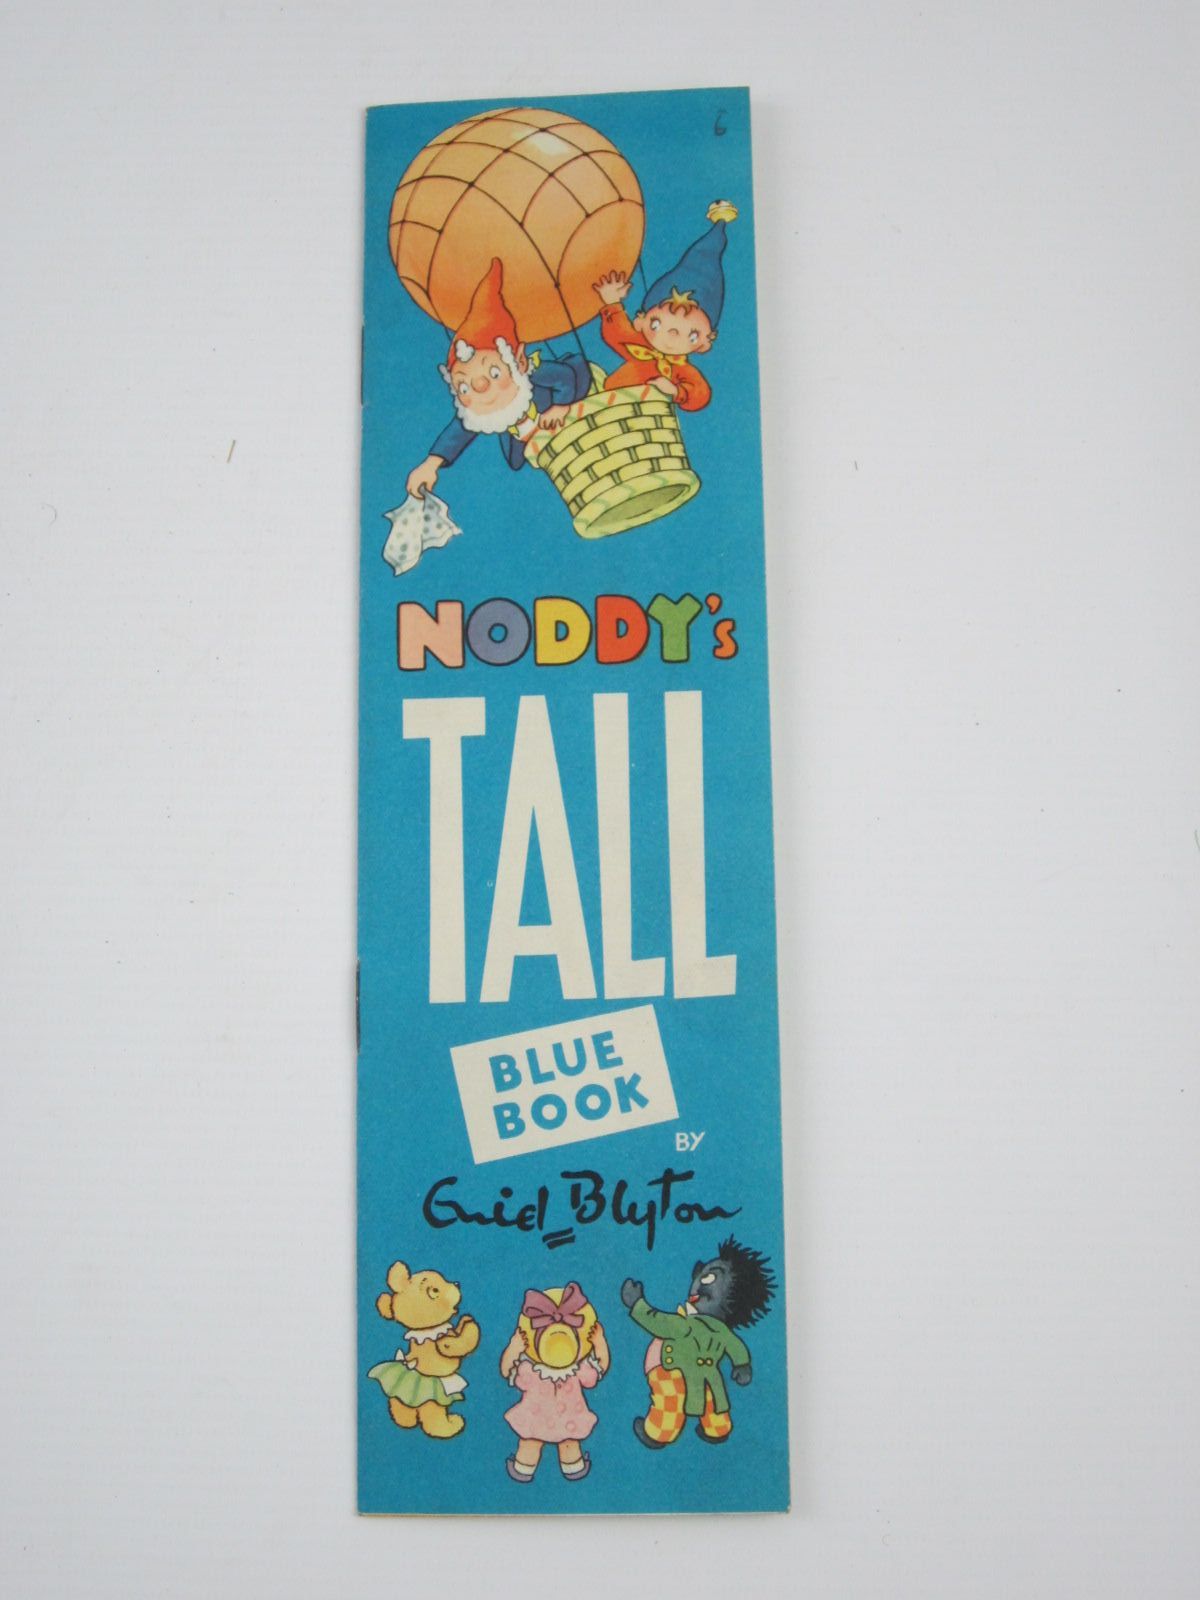 6
NODDY's
TALL
BLUE
BOOK
BY
Enid Blyton